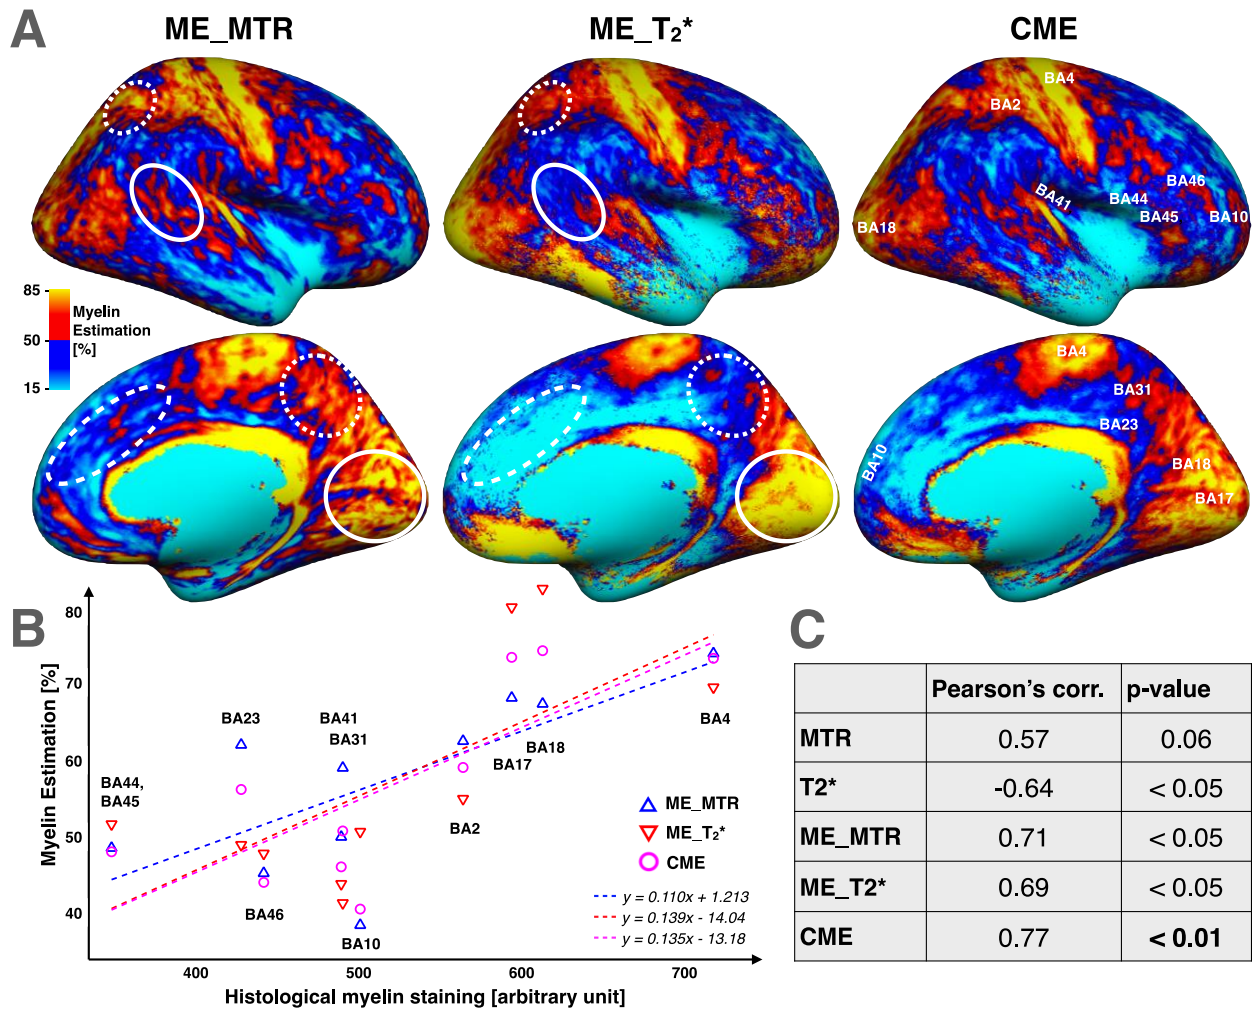 A
ME_MTR
ME_T₂*
CME
BA4
BA2
BA46
BA44
BA41
BA45
BA10
BA18
85
Myelin
Estimation
50
[%]
15
BA4
BA31
BA23
BA10
BA18
BA17
B
C
Myelin Estimation [%]
80
70
60
50
40
BA23
BA41
BA31
BA18
BA4
BA17
BA44,
BA45
BA2
BA46
BA10
ME_MTR
ME_T₂*
CME
y = 0.110x + 1.213
y = 0.139x - 14.04
y = 0.135x - 13.18
400 500 600 700
Histological myelin staining [arbitrary unit]
Pearson's corr. p-value
MTR 0.57 0.06
T2* -0.64 < 0.05
ME_MTR 0.71 < 0.05
ME_T2* 0.69 < 0.05
CME 0.77 < 0.01